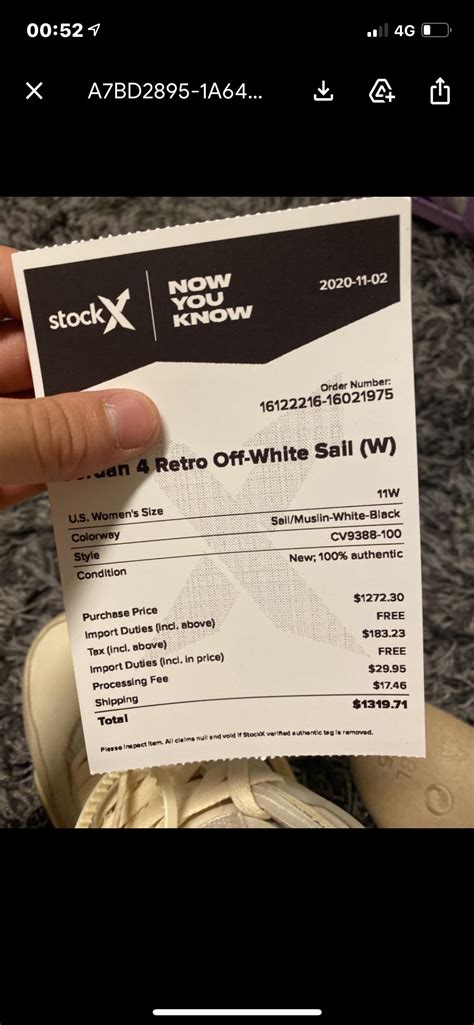 00:52
4G
A7BD2895-1A64...
stockX
NOW
YOU
KNOW
2020-11-02
Order Number:
16122216-16021975
4 Retro Off-White Sail (W)
U.S. Women's Size 11W
Colorway Sail/Muslin-White-Black
Style CV9388-100
Condition New; 100% authentic
Purchase Price $1272.30
Import Duties (incl. above) FREE
Tax (incl. above) $183.23
Import Duties (incl. in price) FREE
Processing Fee $29.95
Shipping $17.46
Total $1319.71
Please inspect item. All claims null and void if StockX verified authentic tag is removed.